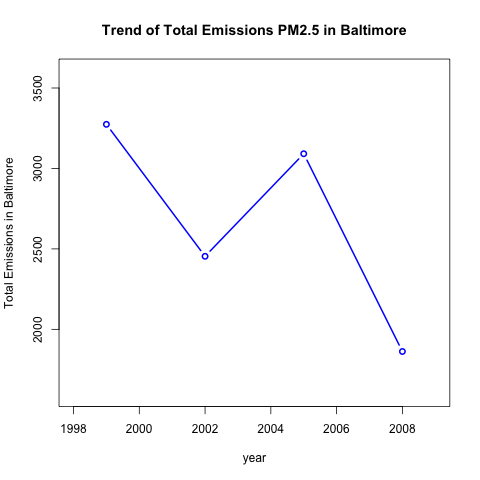 Trend of Total Emissions PM2.5 in Baltimore
Total Emissions in Baltimore
3500
3000
2500
2000
1998 2000 2002 2004 2006 2008
year